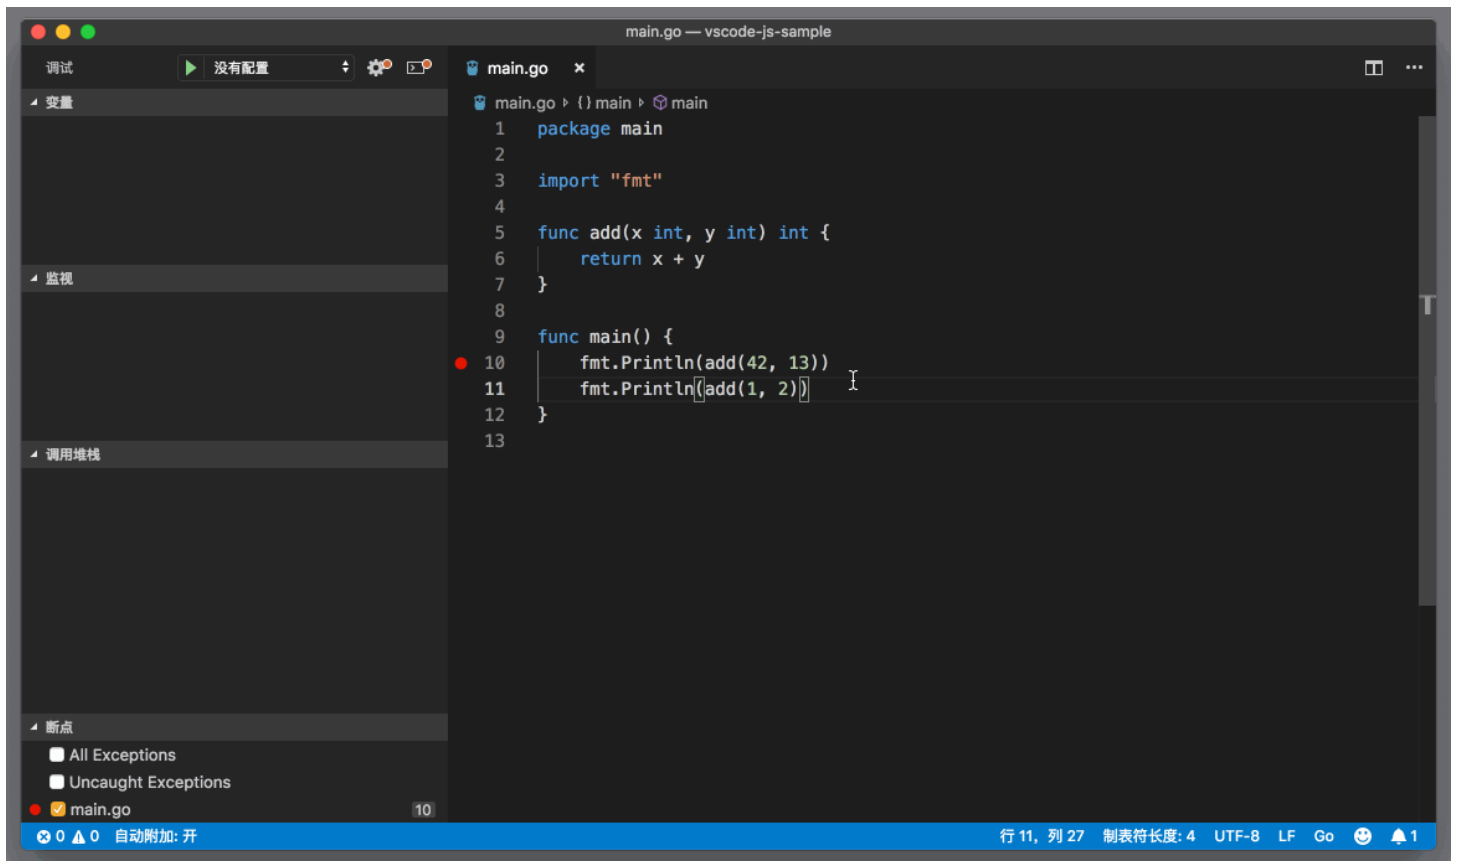 main.go — vscode-js-sample
调试 没有配置
main.go
变量
main.go {} main main
1 package main
2
3 import "fmt"
4
5 func add(x int, y int) int {
6 return x + y
7 }
8
9 func main() {
10 fmt.Println(add(42, 13))
11 fmt.Println(add(1, 2))
12 }
13
监视
调用堆栈
断点
All Exceptions
Uncaught Exceptions
main.go 10
0 0 自动附加: 开 行 11, 列 27 制表符长度: 4 UTF-8 LF Go 1